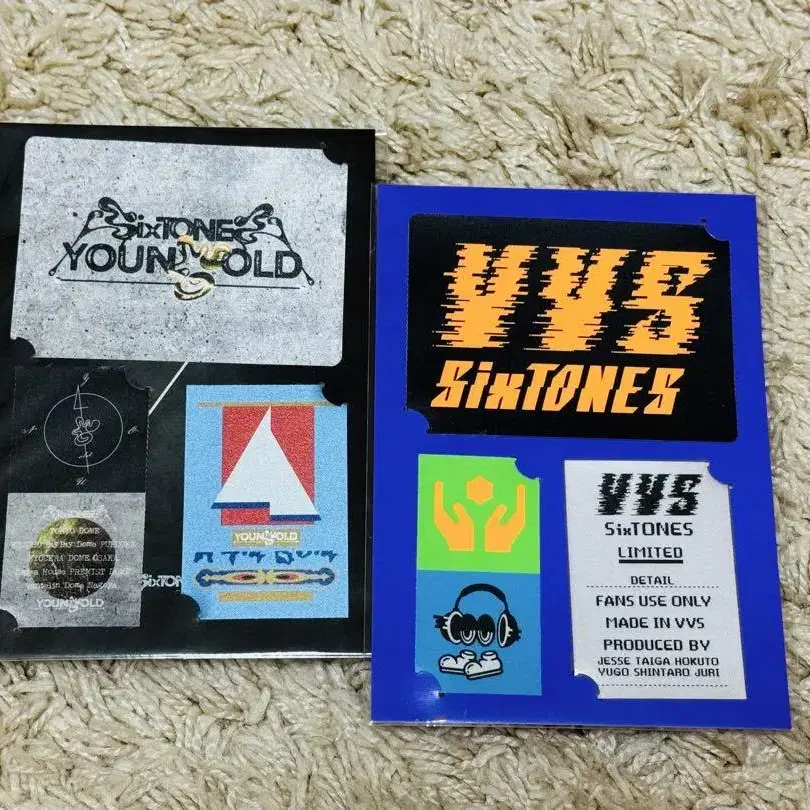 SixTONES
YOUNG OLD
TOKYO DOME
KYOCERA DOME OSAKA
YOUNG OLD
SixTON
YOUNG OLD
VVS
SixTONES
VVS
SixTONES
LIMITED
DETAIL
FANS USE ONLY
MADE IN VVS
PRODUCED BY
JESSE TAIGA HOKUTO
YUGO SHINTARO JURI